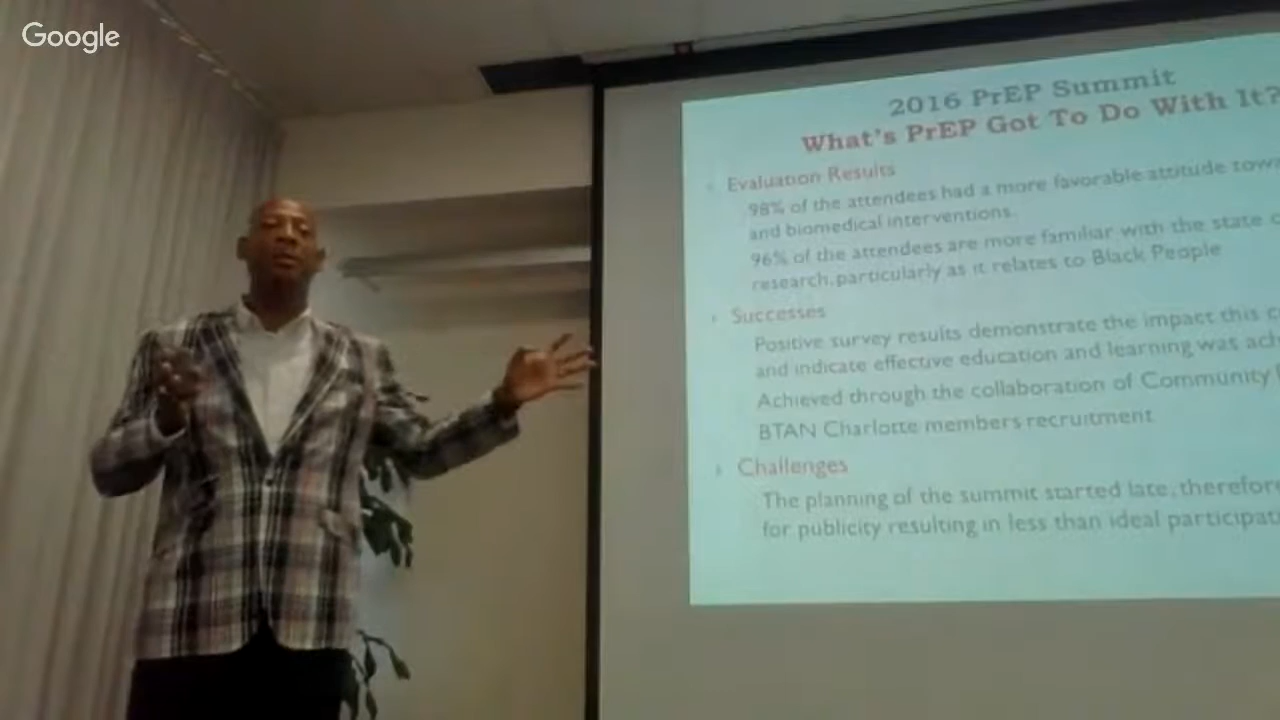 Google
2016 PrEP Summit
What's PrEP Got To Do With It?
Evaluation Results
98% of the attendees had a more favorable attitude
and biomedical interventions.
96% of the attendees are more familiar with the state
research, particularly as it relates to Black People
Successes
Positive survey results demonstrate the impact this
and indicate effective education and learning was
Achieved through the collaboration of Community
BTAN Charlotte members recruitment
Challenges
The planning of the summit started late, therefore
for publicity resulting in less than ideal